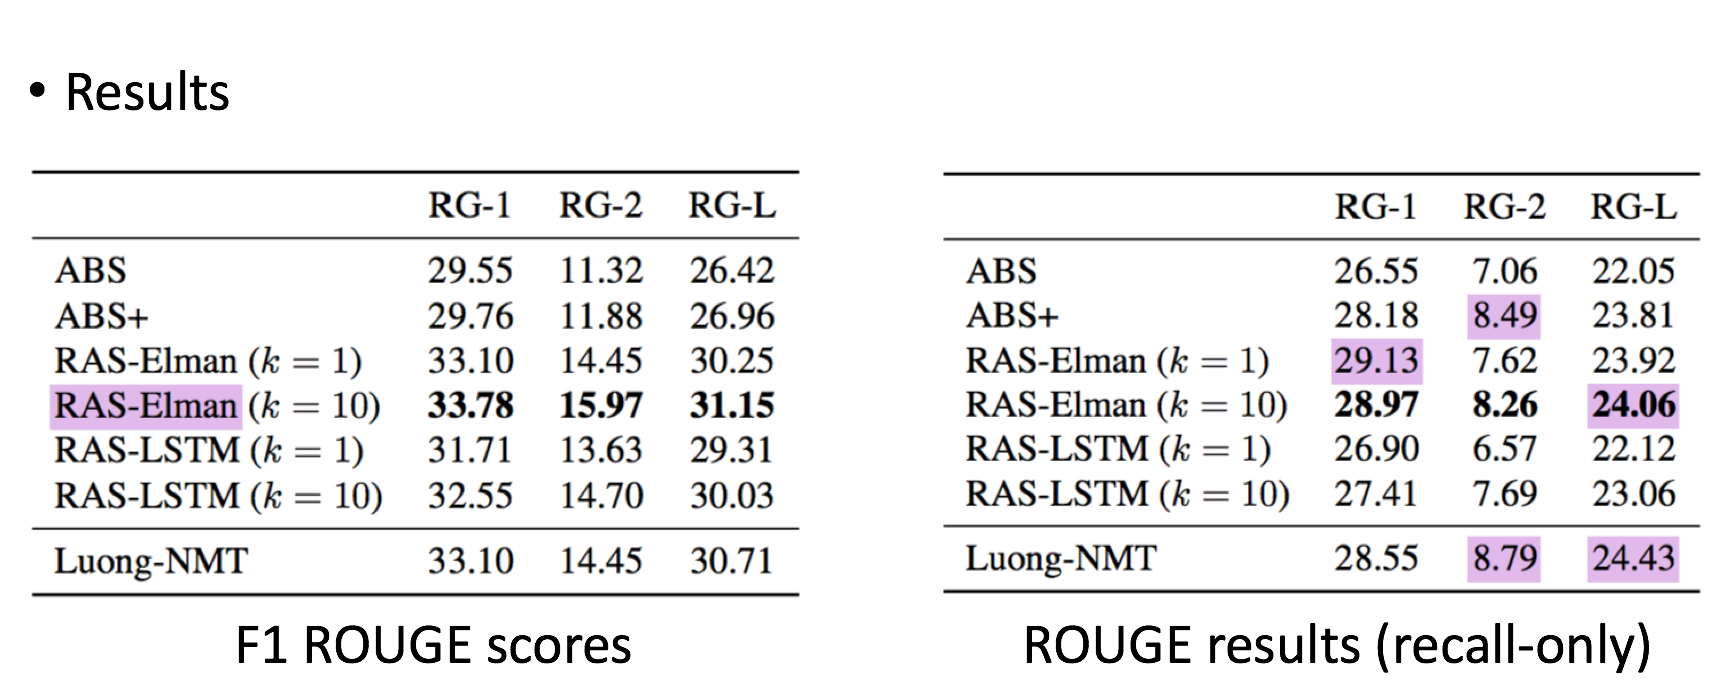 • Results
RG-1 RG-2 RG-L
ABS 29.55 11.32 26.42
ABS+ 29.76 11.88 26.96
RAS-Elman (k = 1) 33.10 14.45 30.25
RAS-Elman (k = 10) 33.78 15.97 31.15
RAS-LSTM (k = 1) 31.71 13.63 29.31
RAS-LSTM (k = 10) 32.55 14.70 30.03
Luong-NMT 33.10 14.45 30.71
F1 ROUGE scores
RG-1 RG-2 RG-L
ABS 26.55 7.06 22.05
ABS+ 28.18 8.49 23.81
RAS-Elman (k = 1) 29.13 7.62 23.92
RAS-Elman (k = 10) 28.97 8.26 24.06
RAS-LSTM (k = 1) 26.90 6.57 22.12
RAS-LSTM (k = 10) 27.41 7.69 23.06
Luong-NMT 28.55 8.79 24.43
ROUGE results (recall-only)